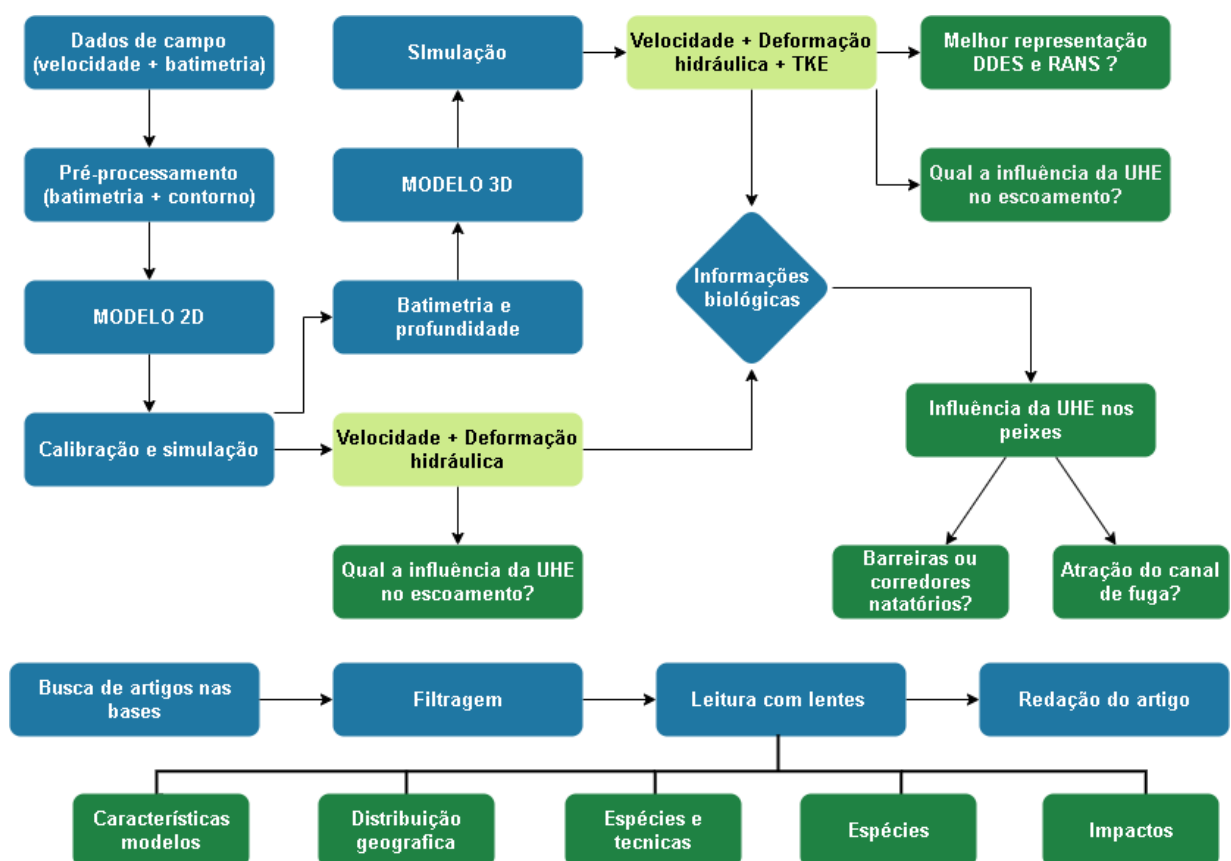 Dados de campo
(velocidade + batimetria)
SImulação
Velocidade + Deformação
hidráulica + TKE
Melhor representação
DDES e RANS ?
Pré-processamento
(batimetria + contorno)
MODELO 3D
Qual a influência da UHE
no escoamento?
MODELO 2D
Batimetria e
profundidade
Informações
biológicas
Calibração e simulação
Velocidade + Deformação
hidráulica
Influência da UHE nos
peixes
Qual a influência da UHE
no escoamento?
Barreiras ou
corredores
natatórios?
Atração do canal
de fuga?
Busca de artigos nas
bases
Filtragem
Leitura com lentes
Redação do artigo
Características
modelos
Distribuição
geografica
Espécies e
tecnicas
Espécies
Impactos